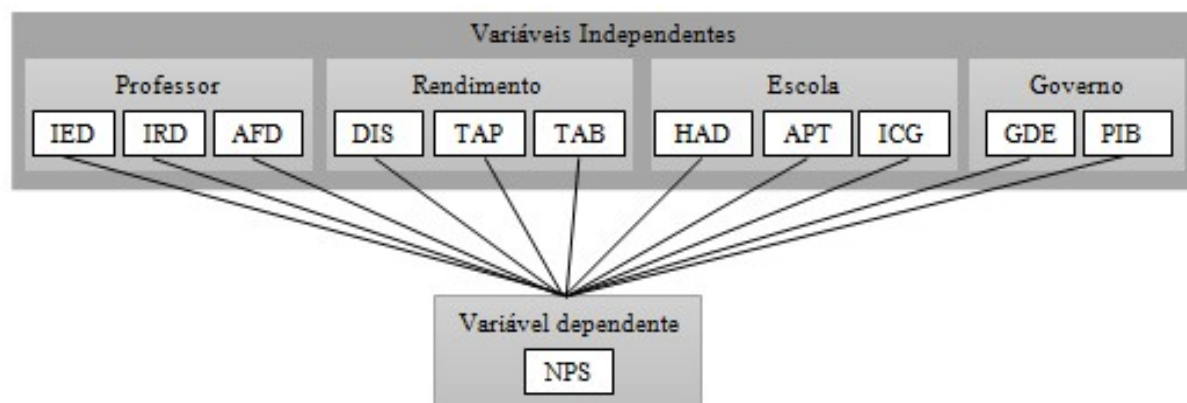 Variáveis Independentes
Professor Rendimento Escola Governo
IED IRD AFD DIS TAP TAB HAD APT ICG GDE PIB
Variável dependente
NPS